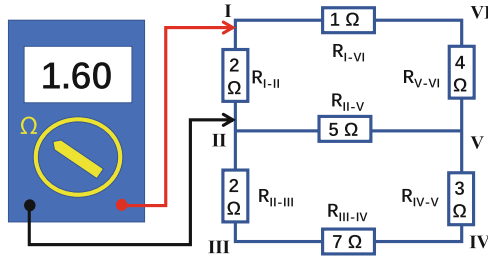 I
VI
1 Ω
R_I-VI
1.60
2 Ω
R_I-II
4 Ω
R_V-VI
Ω
R_II-V
5 Ω
II
V
2 Ω
R_II-III
3 Ω
R_IV-V
R_III-IV
7 Ω
III
IV